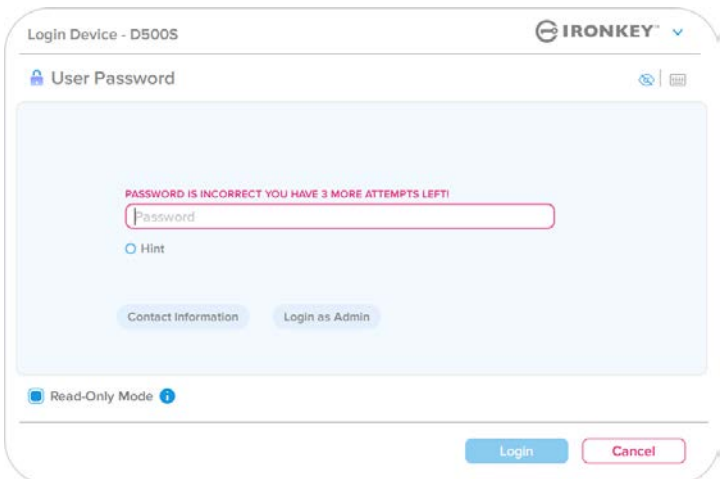 Login Device - D500S
IRONKEY™
User Password
PASSWORD IS INCORRECT YOU HAVE 3 MORE ATTEMPTS LEFT!
Password
Hint
Contact Information
Login as Admin
Read-Only Mode
Login
Cancel